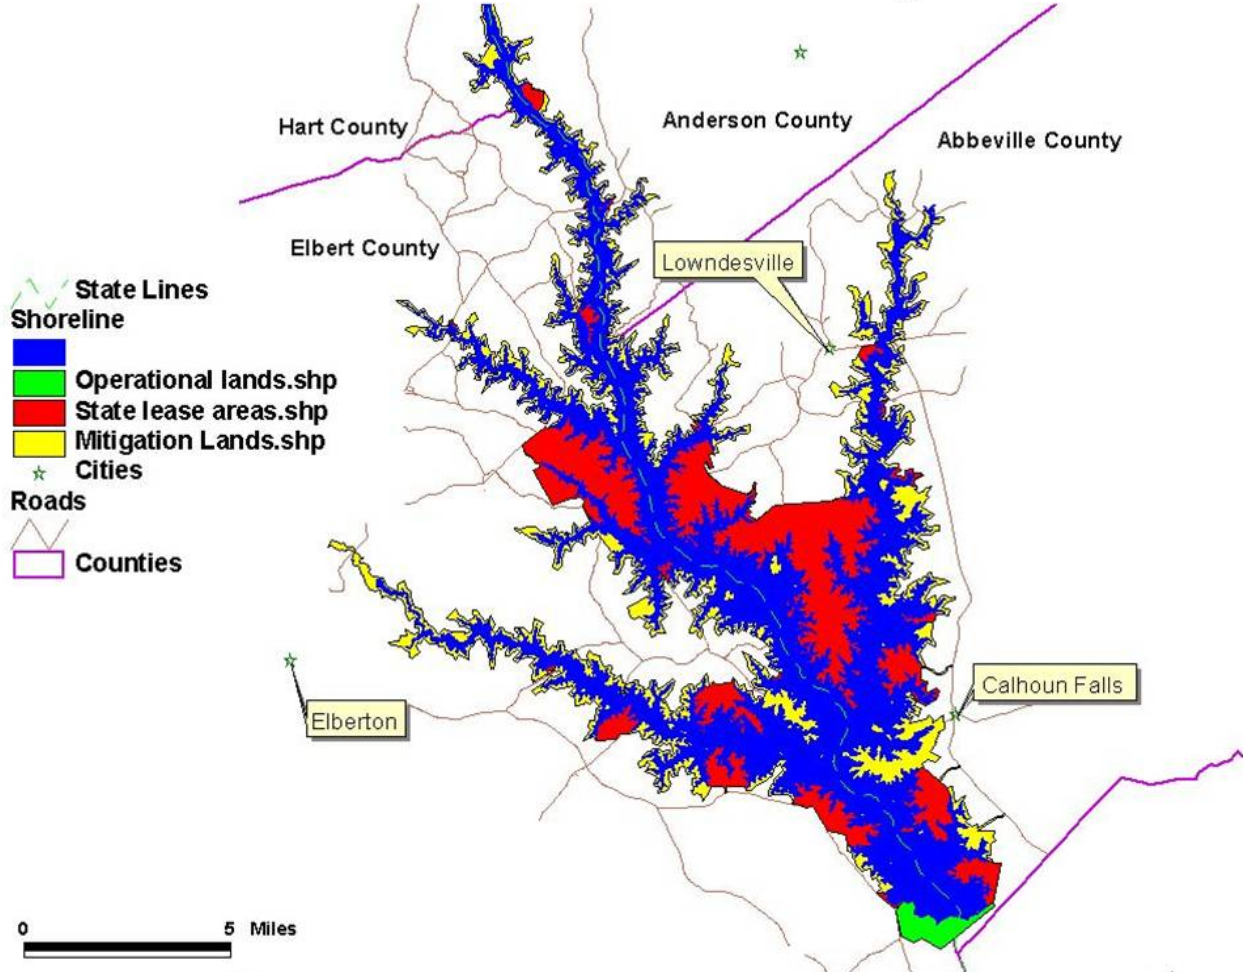 Hart County
Anderson County
Abbeville County
Elbert County
Lowndesville
State Lines
Shoreline
Operational lands.shp
State lease areas.shp
Mitigation Lands.shp
Cities
Roads
Counties
Calhoun Falls
Elberton
0 5 Miles